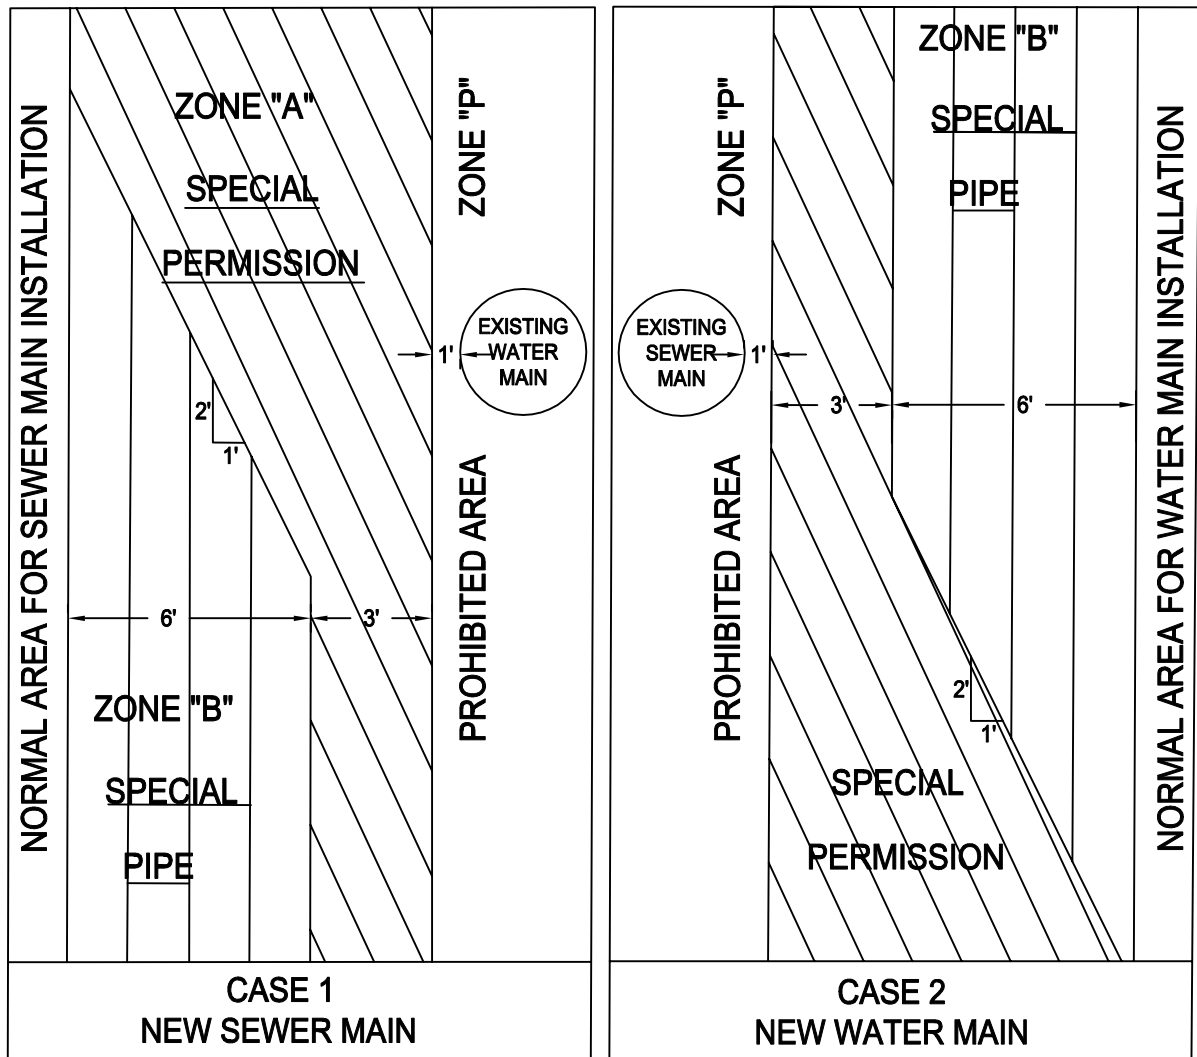 NORMAL AREA FOR SEWER MAIN INSTALLATION
ZONE "A"
SPECIAL
PERMISSION
ZONE "P"
PROHIBITED AREA
EXISTING
WATER
MAIN
1'
2'
1'
6'
3'
ZONE "B"
SPECIAL
PIPE
CASE 1
NEW SEWER MAIN
ZONE "P"
PROHIBITED AREA
EXISTING
SEWER
MAIN
1'
3'
6'
ZONE "B"
SPECIAL
PIPE
2'
1'
SPECIAL
PERMISSION
NORMAL AREA FOR WATER MAIN INSTALLATION
CASE 2
NEW WATER MAIN